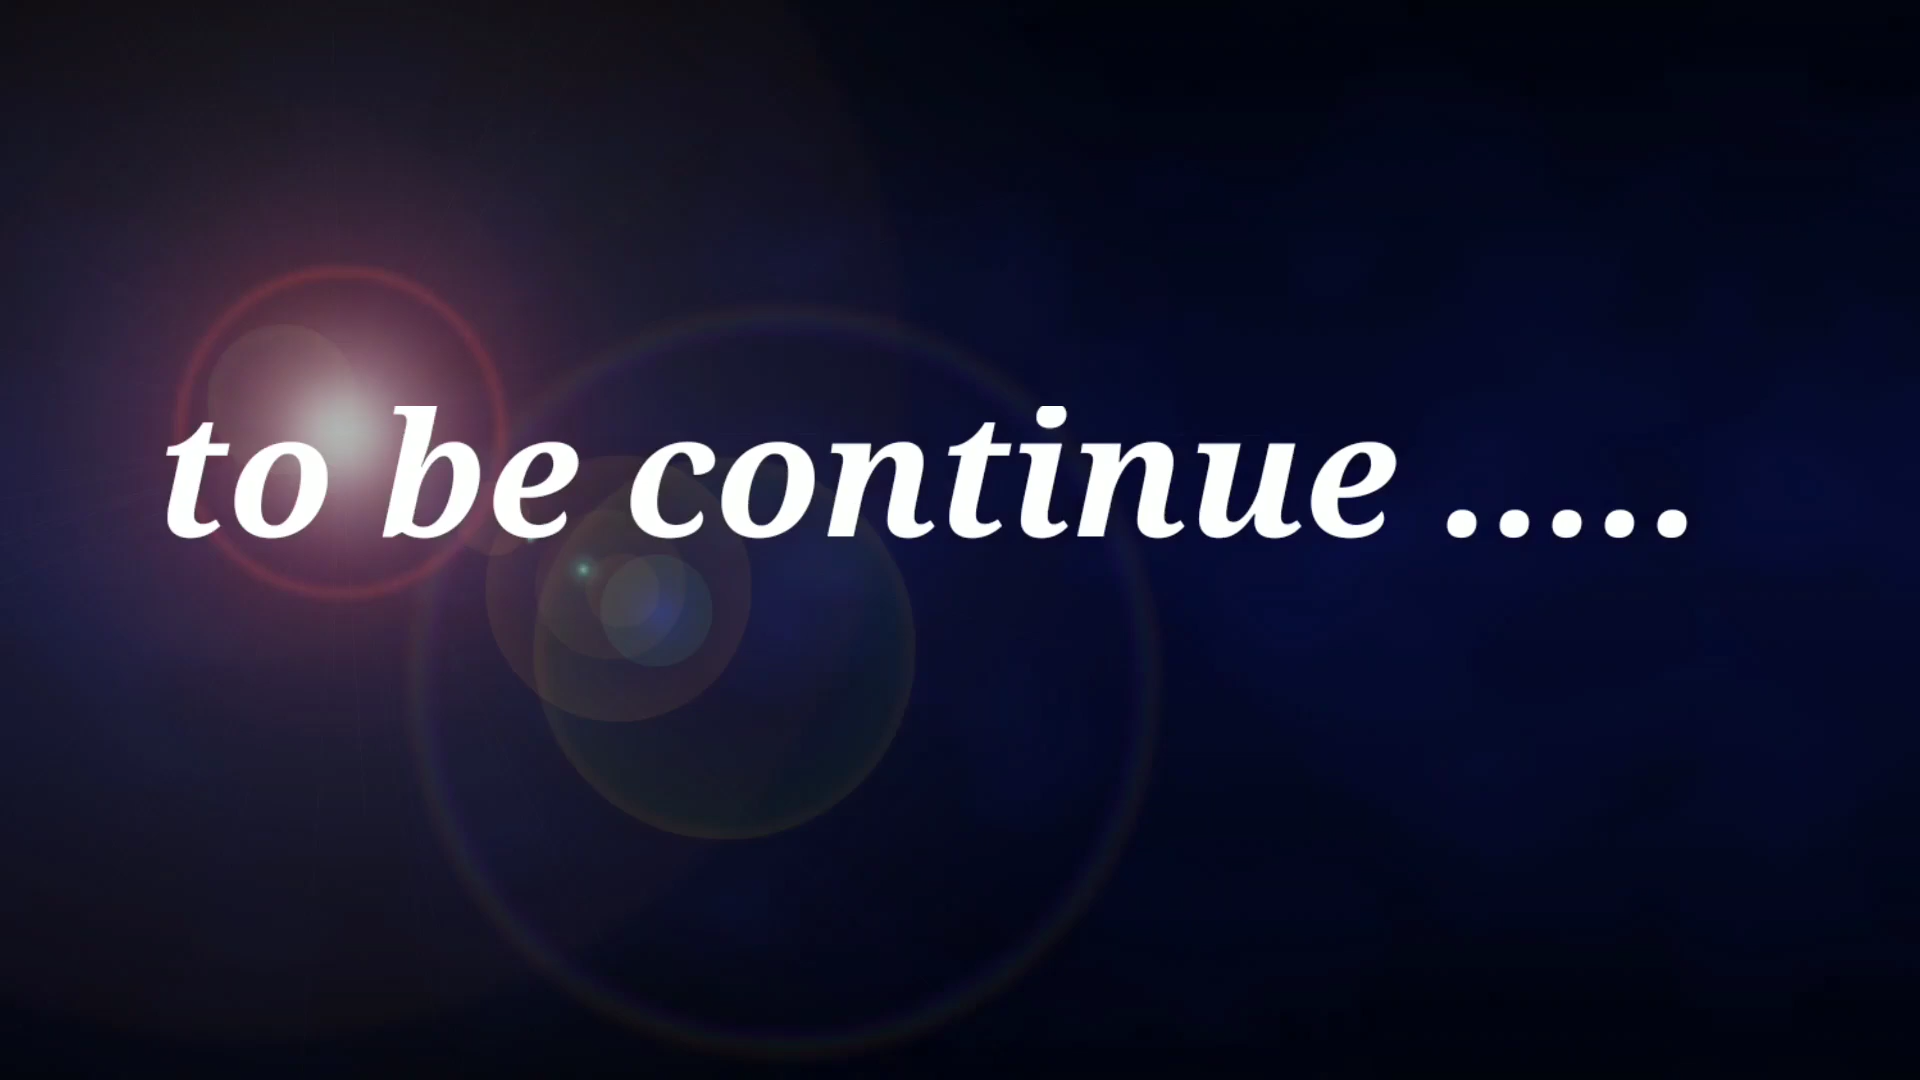 to be continue .....